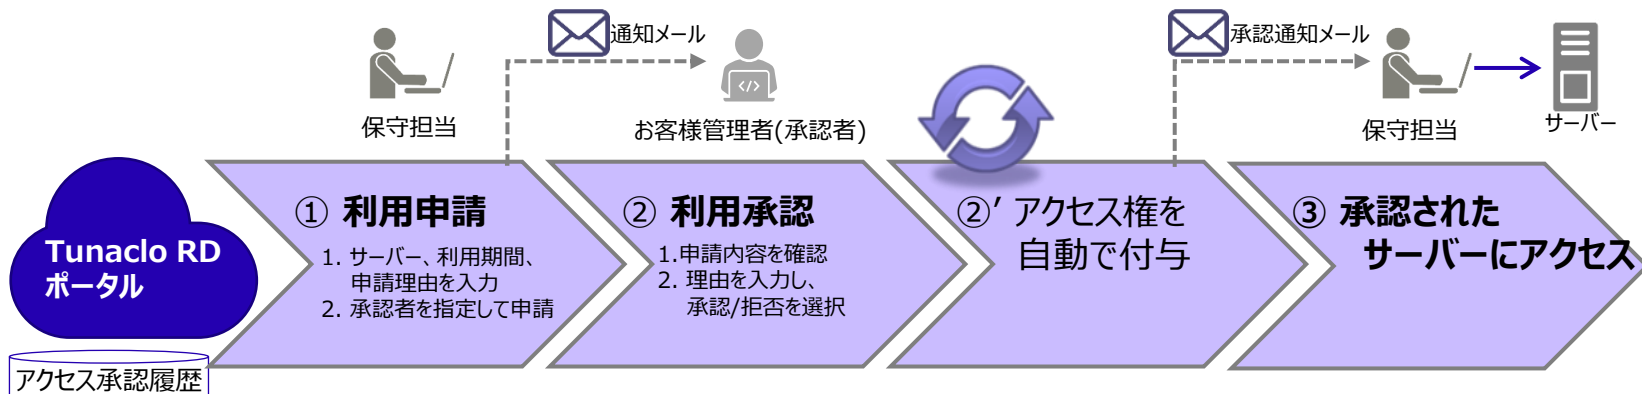 通知メール
承認通知メール
保守担当
お客様管理者(承認者)
保守担当
サーバー
Tunaclo RD
ポータル
アクセス承認履歴
① 利用申請
1. サーバー、利用期間、
申請理由を入力
2. 承認者を指定して申請
② 利用承認
1.申請内容を確認
2. 理由を入力し、
承認/拒否を選択
②’ アクセス権を
自動で付与
③ 承認された
サーバーにアクセス